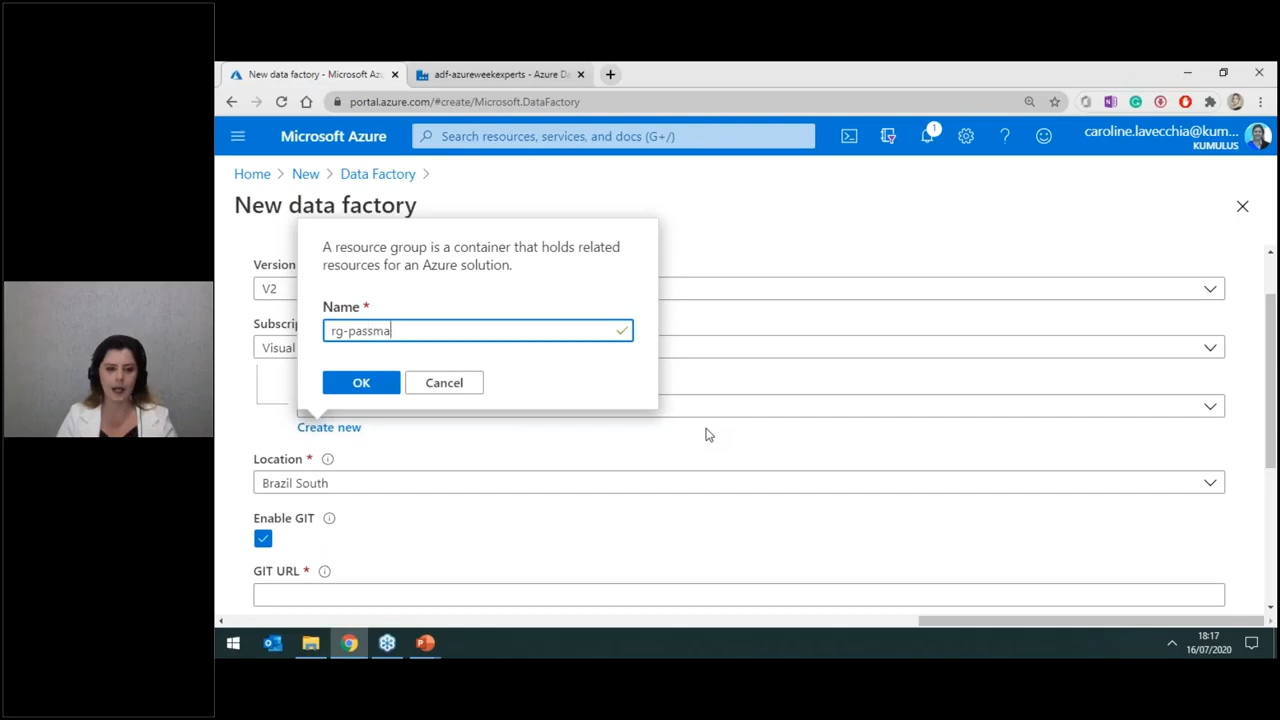 New data factory - Microsoft Az
adf-azureweekexperts - Azure Da
portal.azure.com/#create/Microsoft.DataFactory
Microsoft Azure
Search resources, services, and docs (G+/)
1
caroline.lavecchia@kum...
KUMULUS
Home > New > Data Factory >
New data factory
A resource group is a container that holds related
resources for an Azure solution.
Name *
rg-passma
OK
Cancel
Version
V2
Subscrip
Visual
Create new
Location *
Brazil South
Enable GIT
GIT URL *
18:17
16/07/2020